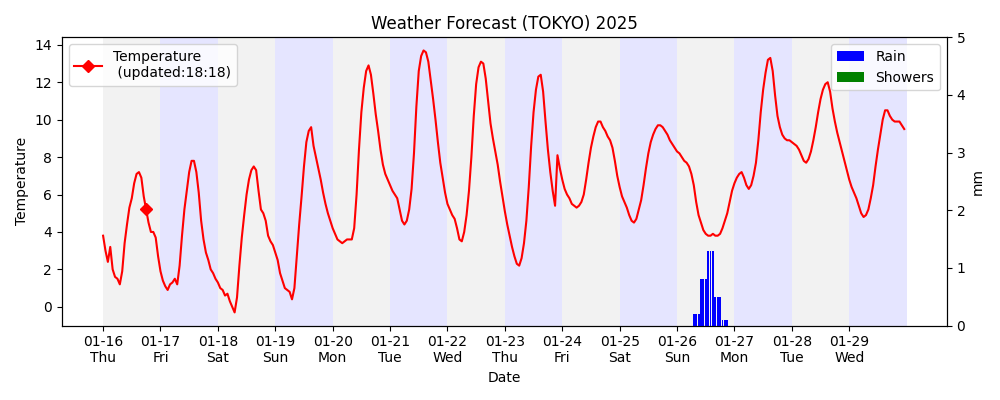 Weather Forecast (TOKYO) 2025
Temperature
(updated:18:18)
Rain
Showers
Temperature
14
12
10
8
6
4
2
0
5
4
3
2
1
0
mm
01-16 01-17 01-18 01-19 01-20 01-21 01-22 01-23 01-24 01-25 01-26 01-27 01-28 01-29
Thu Fri Sat Sun Mon Tue Wed Thu Fri Sat Sun Mon Tue Wed
Date